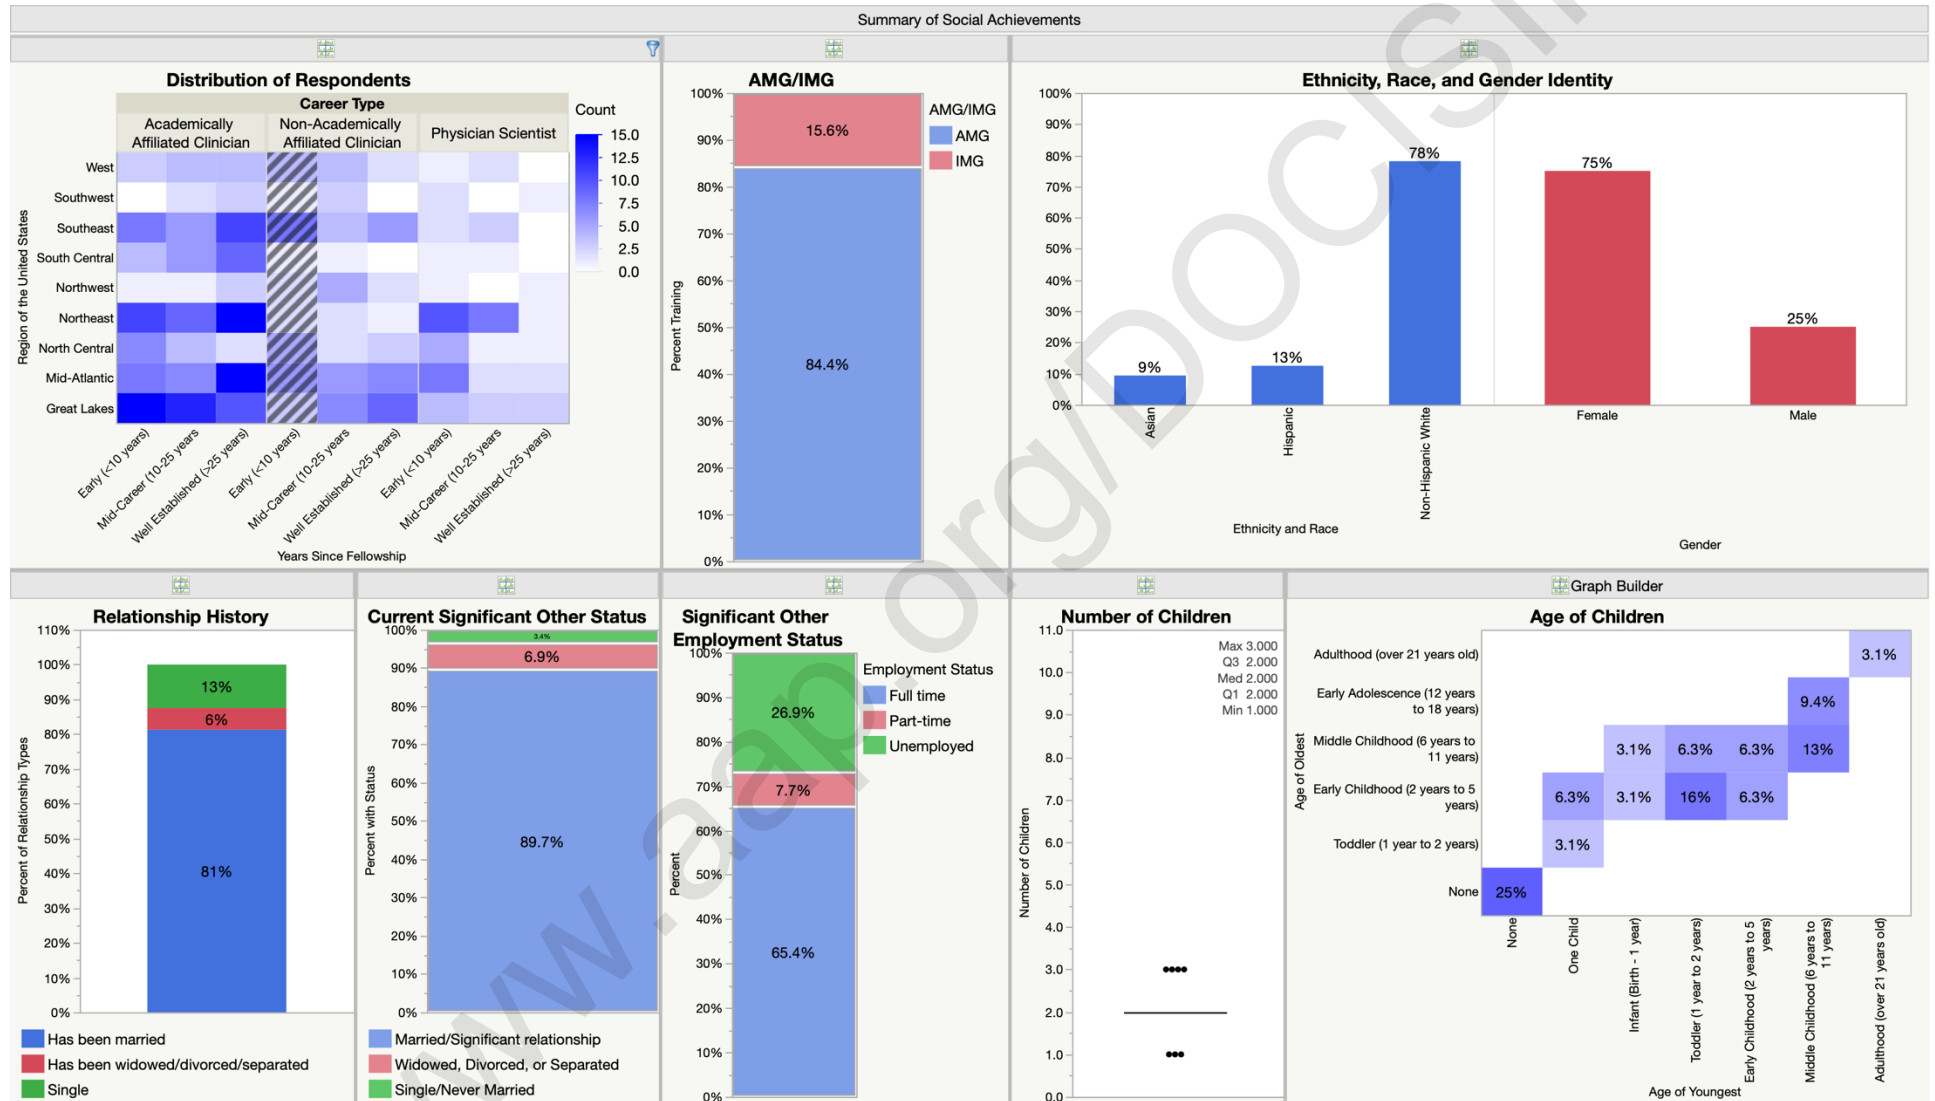 Summary of Social Achievements
Distribution of Respondents
Career Type
Academically
Affiliated Clinician
Non-Academically
Affiliated Clinician
Physician Scientist
Count
15.0
12.5
10.0
7.5
5.0
2.5
0.0
Region of the United States
West
Southwest
Southeast
South Central
Northwest
Northeast
North Central
Mid-Atlantic
Great Lakes
Early (<10 years)
Mid-Career (10-25 years
Well Established (>25 years)
Early (<10 years)
Mid-Career (10-25 years
Well Established (>25 years)
Early (<10 years)
Mid-Career (10-25 years
Well Established (>25 years)
Years Since Fellowship
AMG/IMG
100%
90%
80%
70%
60%
50%
40%
30%
20%
10%
0%
Percent Training
15.6%
84.4%
AMG/IMG
AMG
IMG
Ethnicity, Race, and Gender Identity
100%
90%
80%
70%
60%
50%
40%
30%
20%
10%
0%
9%
13%
78%
75%
25%
Asian
Hispanic
Non-Hispanic White
Female
Male
Ethnicity and Race
Gender
Relationship History
110%
100%
90%
80%
70%
60%
50%
40%
30%
20%
10%
0%
Percent of Relationship Types
13%
6%
81%
Has been married
Has been widowed/divorced/separated
Single
Current Significant Other Status
100%
90%
80%
70%
60%
50%
40%
30%
20%
10%
0%
Percent with Status
3.4%
6.9%
89.7%
Married/Significant relationship
Widowed, Divorced, or Separated
Single/Never Married
Significant Other
Employment Status
100%
90%
80%
70%
60%
50%
40%
30%
20%
10%
0%
Percent
26.9%
7.7%
65.4%
Employment Status
Full time
Part-time
Unemployed
Number of Children
11.0
10.0
9.0
8.0
7.0
6.0
5.0
4.0
3.0
2.0
1.0
0.0
Number of Children
Max 3.000
Q3 2.000
Med 2.000
Q1 2.000
Min 1.000
Graph Builder
Age of Children
Age of Oldest
Adulthood (over 21 years old)
Early Adolescence (12 years
to 18 years)
Middle Childhood (6 years to
11 years)
Early Childhood (2 years to 5
years)
Toddler (1 year to 2 years)
None
3.1%
9.4%
3.1%
6.3%
6.3%
13%
6.3%
3.1%
16%
6.3%
3.1%
25%
None
One Child
Infant (Birth - 1 year)
Toddler (1 year to 2 years)
Early Childhood (2 years to 5
years)
Middle Childhood (6 years to
11 years)
Adulthood (over 21 years old)
Age of Youngest